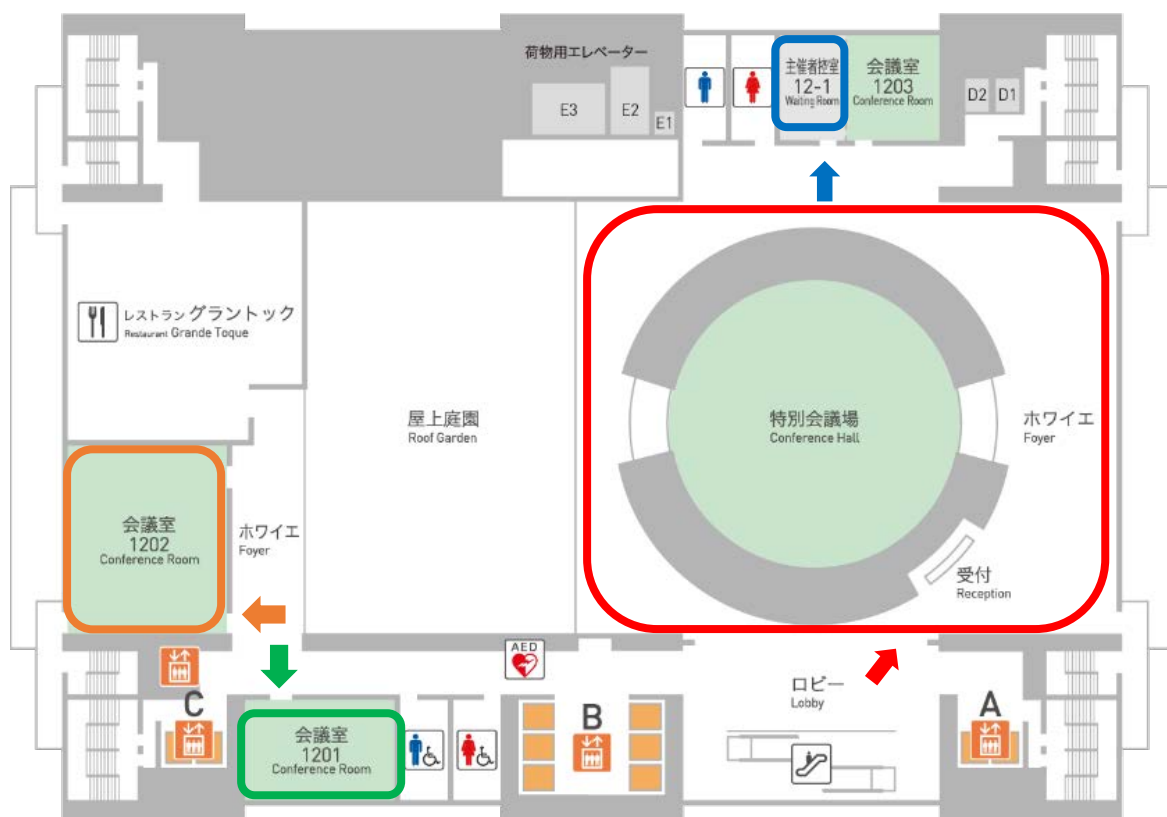 荷物用エレベーター
E3
E2
E1
主催者控室
12-1
Waiting Room
会議室
1203
Conference Room
D2
D1
レストラン グラントック
Restaurant Grande Toque
屋上庭園
Roof Garden
特別会議場
Conference Hall
ホワイエ
Foyer
会議室
1202
Conference Room
ホワイエ
Foyer
受付
Reception
AED
ロビー
Lobby
C
会議室
1201
Conference Room
B
A